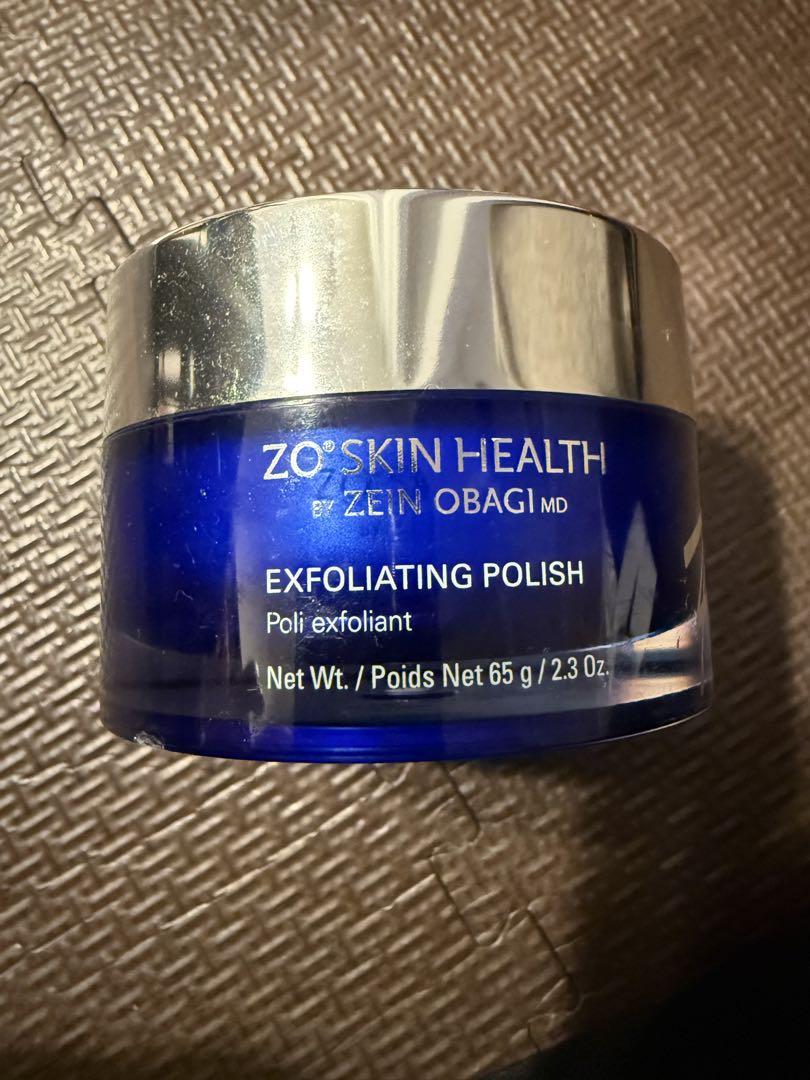 ZO® SKIN HEALTH
BY ZEIN OBAGI MD
EXFOLIATING POLISH
Poli exfoliant
Net Wt. / Poids Net 65 g / 2.3 Oz.